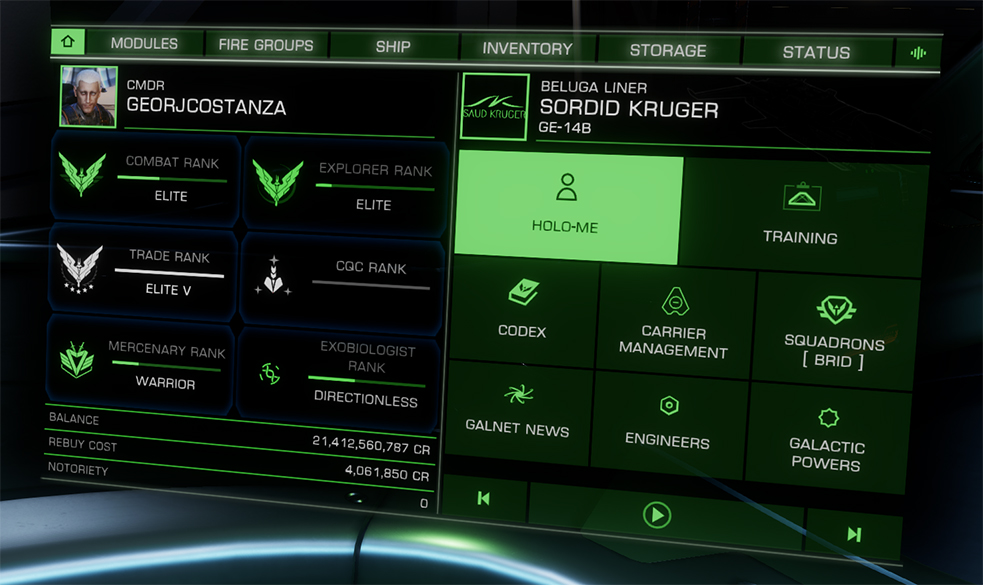 MODULES
FIRE GROUPS
SHIP
INVENTORY
STORAGE
STATUS
CMDR
GEORJCOSTANZA
COMBAT RANK
ELITE
EXPLORER RANK
ELITE
TRADE RANK
ELITE V
CQC RANK
MERCENARY RANK
WARRIOR
EXOBIOLOGIST
RANK
DIRECTIONLESS
BALANCE
21,412,560,787 CR
REBUY COST
4,061,850 CR
NOTORIETY
0
SAUD KRUGER
BELUGA LINER
SORDID KRUGER
GE-14B
HOLO-ME
TRAINING
CODEX
CARRIER
MANAGEMENT
SQUADRONS
[ BRID ]
GALNET NEWS
ENGINEERS
GALACTIC
POWERS